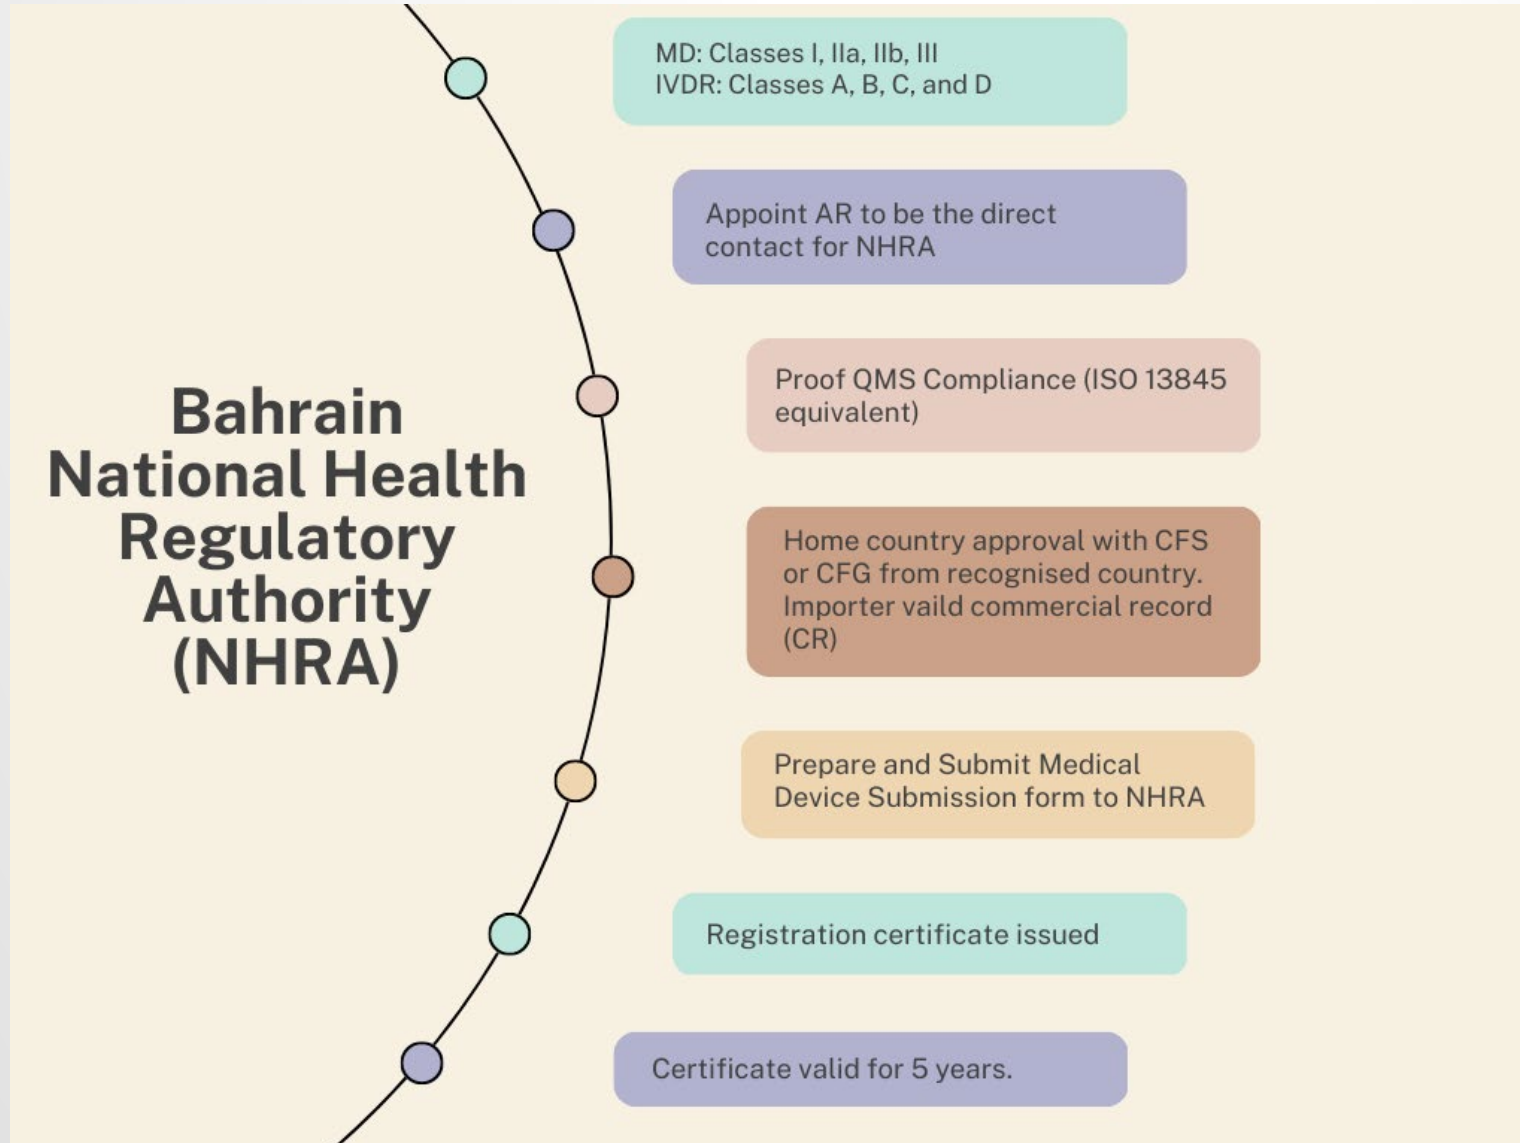 Bahrain
National Health
Regulatory
Authority
(NHRA)
MD: Classes I, IIa, IIb, III
IVDR: Classes A, B, C, and D
Appoint AR to be the direct
contact for NHRA
Proof QMS Compliance (ISO 13845
equivalent)
Home country approval with CFS
or CFG from recognised country.
Importer vaild commercial record
(CR)
Prepare and Submit Medical
Device Submission form to NHRA
Registration certificate issued
Certificate valid for 5 years.